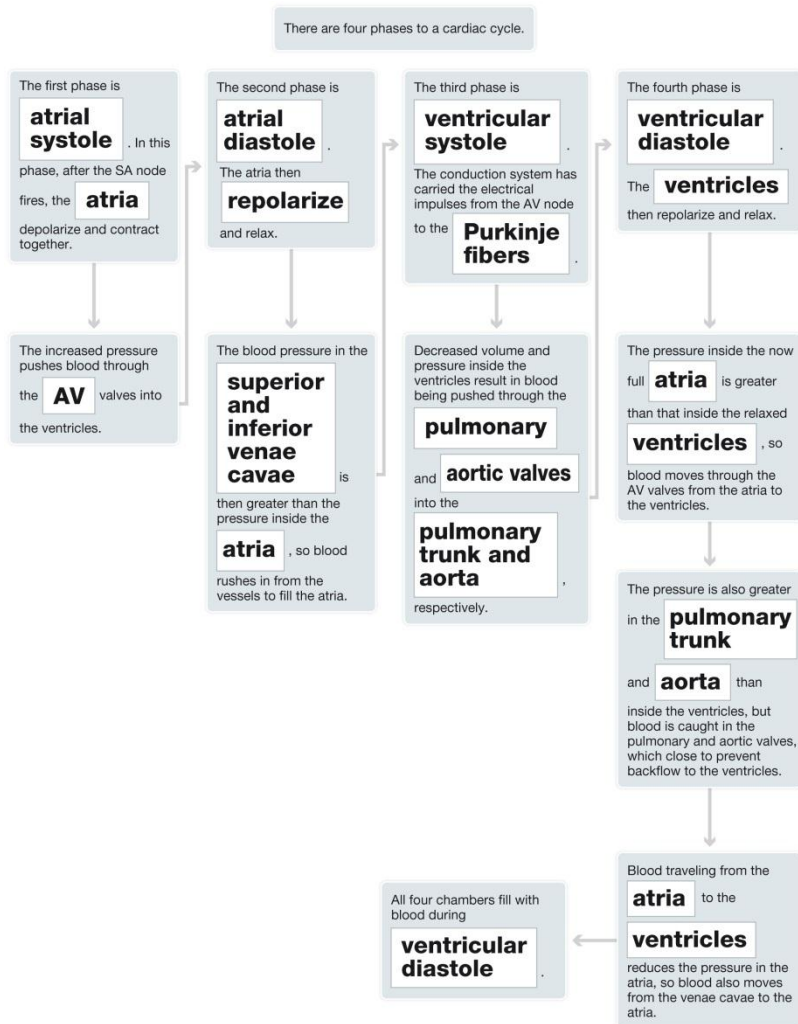 There are four phases to a cardiac cycle.
The first phase is
atrial
systole . In this
phase, after the SA node
fires, the atria
depolarize and contract
together.
The increased pressure
pushes blood through
the AV valves into
the ventricles.
The second phase is
atrial
diastole .
The atria then
repolarize
and relax.
The blood pressure in the
superior
and
inferior
venae
cavae is
then greater than the
pressure inside the
atria , so blood
rushes in from the
vessels to fill the atria.
The third phase is
ventricular
systole .
The conduction system has
carried the electrical
impulses from the AV node
to the Purkinje
fibers .
Decreased volume and
pressure inside the
ventricles result in blood
being pushed through the
pulmonary
and aortic valves
into the
pulmonary
trunk and
aorta ,
respectively.
The fourth phase is
ventricular
diastole .
The ventricles
then repolarize and relax.
The pressure inside the now
full atria is greater
than that inside the relaxed
ventricles , so
blood moves through the
AV valves from the atria to
the ventricles.
The pressure is also greater
in the pulmonary
trunk
and aorta than
inside the ventricles, but
blood is caught in the
pulmonary and aortic valves,
which close to prevent
backflow to the ventricles.
Blood traveling from the
atria to the
ventricles
reduces the pressure in the
atria, so blood also moves
from the venae cavae to the
atria.
All four chambers fill with
blood during
ventricular
diastole .